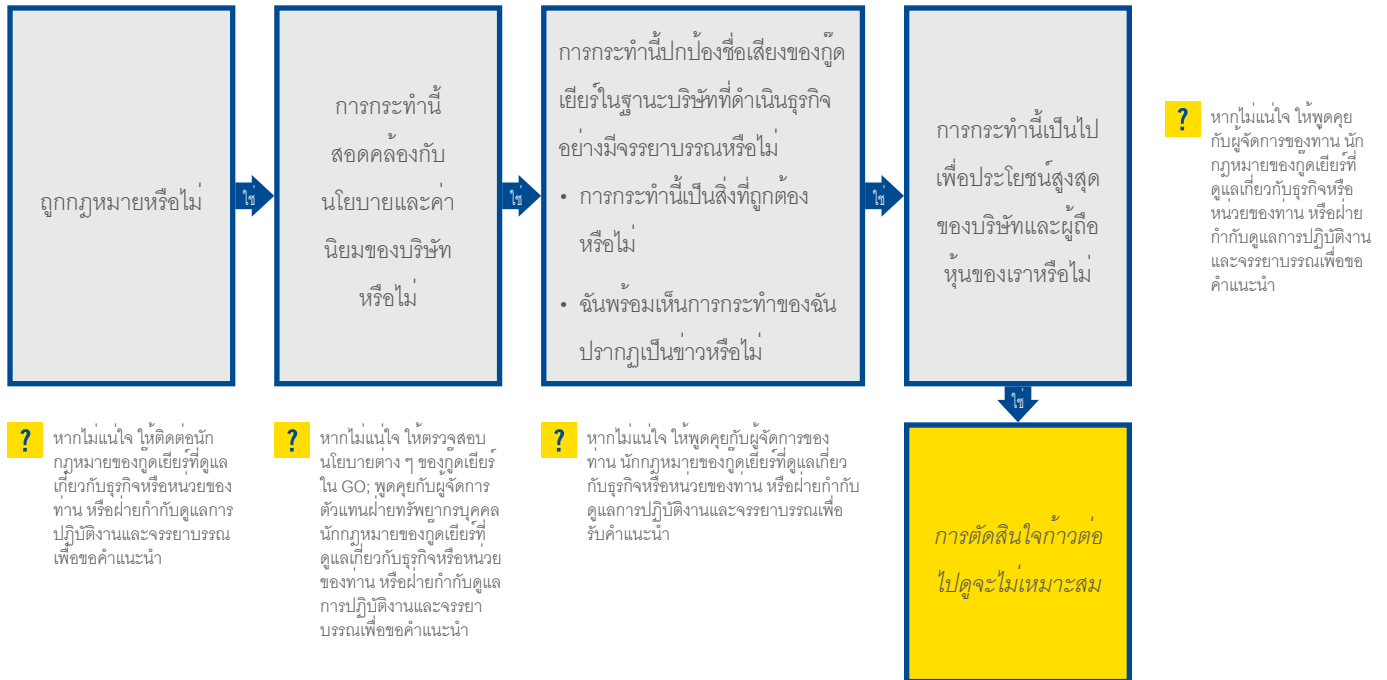 ถูกกฎหมายหรือไม่
ใช่
การกระทำนี้
สอดคล้องกับ
นโยบายและค่า
นิยมของบริษัท
หรือไม่
ใช่
การกระทำนี้ปกป้องชื่อเสียงของกู๊ด
เยียร์ในฐานะบริษัทที่ดำเนินธุรกิจ
อย่างมีจรรยาบรรณหรือไม่
• การกระทำนี้เป็นสิ่งที่ถูกต้อง
หรือไม่
• ฉันพร้อมเห็นการกระทำของฉัน
ปรากฏเป็นข่าวหรือไม่
ใช่
การกระทำนี้เป็นไป
เพื่อประโยชน์สูงสุด
ของบริษัทและผู้ถือ
หุ้นของเราหรือไม่
? หากไม่แน่ใจ ให้พูดคุย
กับผู้จัดการของท่าน นัก
กฎหมายของกู๊ดเยียร์ที่
ดูแลเกี่ยวกับธุรกิจหรือ
หน่วยของท่าน หรือฝ่าย
กำกับดูแลการปฏิบัติงาน
และจรรยาบรรณเพื่อขอ
คำแนะนำ
ใช่
? หากไม่แน่ใจ ให้ติดต่อนัก
กฎหมายของกู๊ดเยียร์ที่ดูแล
เกี่ยวกับธุรกิจหรือหน่วยของ
ท่าน หรือฝ่ายกำกับดูแลการ
ปฏิบัติงานและจรรยาบรรณ
เพื่อขอคำแนะนำ
? หากไม่แน่ใจ ให้ตรวจสอบ
นโยบายต่าง ๆ ของกู๊ดเยียร์
ใน GO; พูดคุยกับผู้จัดการ
ตัวแทนฝ่ายทรัพยากรบุคคล
นักกฎหมายของกู๊ดเยียร์ที่
ดูแลเกี่ยวกับธุรกิจหรือหน่วย
ของท่าน หรือฝ่ายกำกับดูแล
การปฏิบัติงานและจรรยา
บรรณเพื่อขอคำแนะนำ
? หากไม่แน่ใจ ให้พูดคุยกับผู้จัดการของ
ท่าน นักกฎหมายของกู๊ดเยียร์ที่ดูแลเกี่ยว
กับธุรกิจหรือหน่วยของท่าน หรือฝ่ายกำกับ
ดูแลการปฏิบัติงานและจรรยาบรรณเพื่อ
รับคำแนะนำ
การตัดสินใจก้าวต่อ
ไปดูจะไม่เหมาะสม